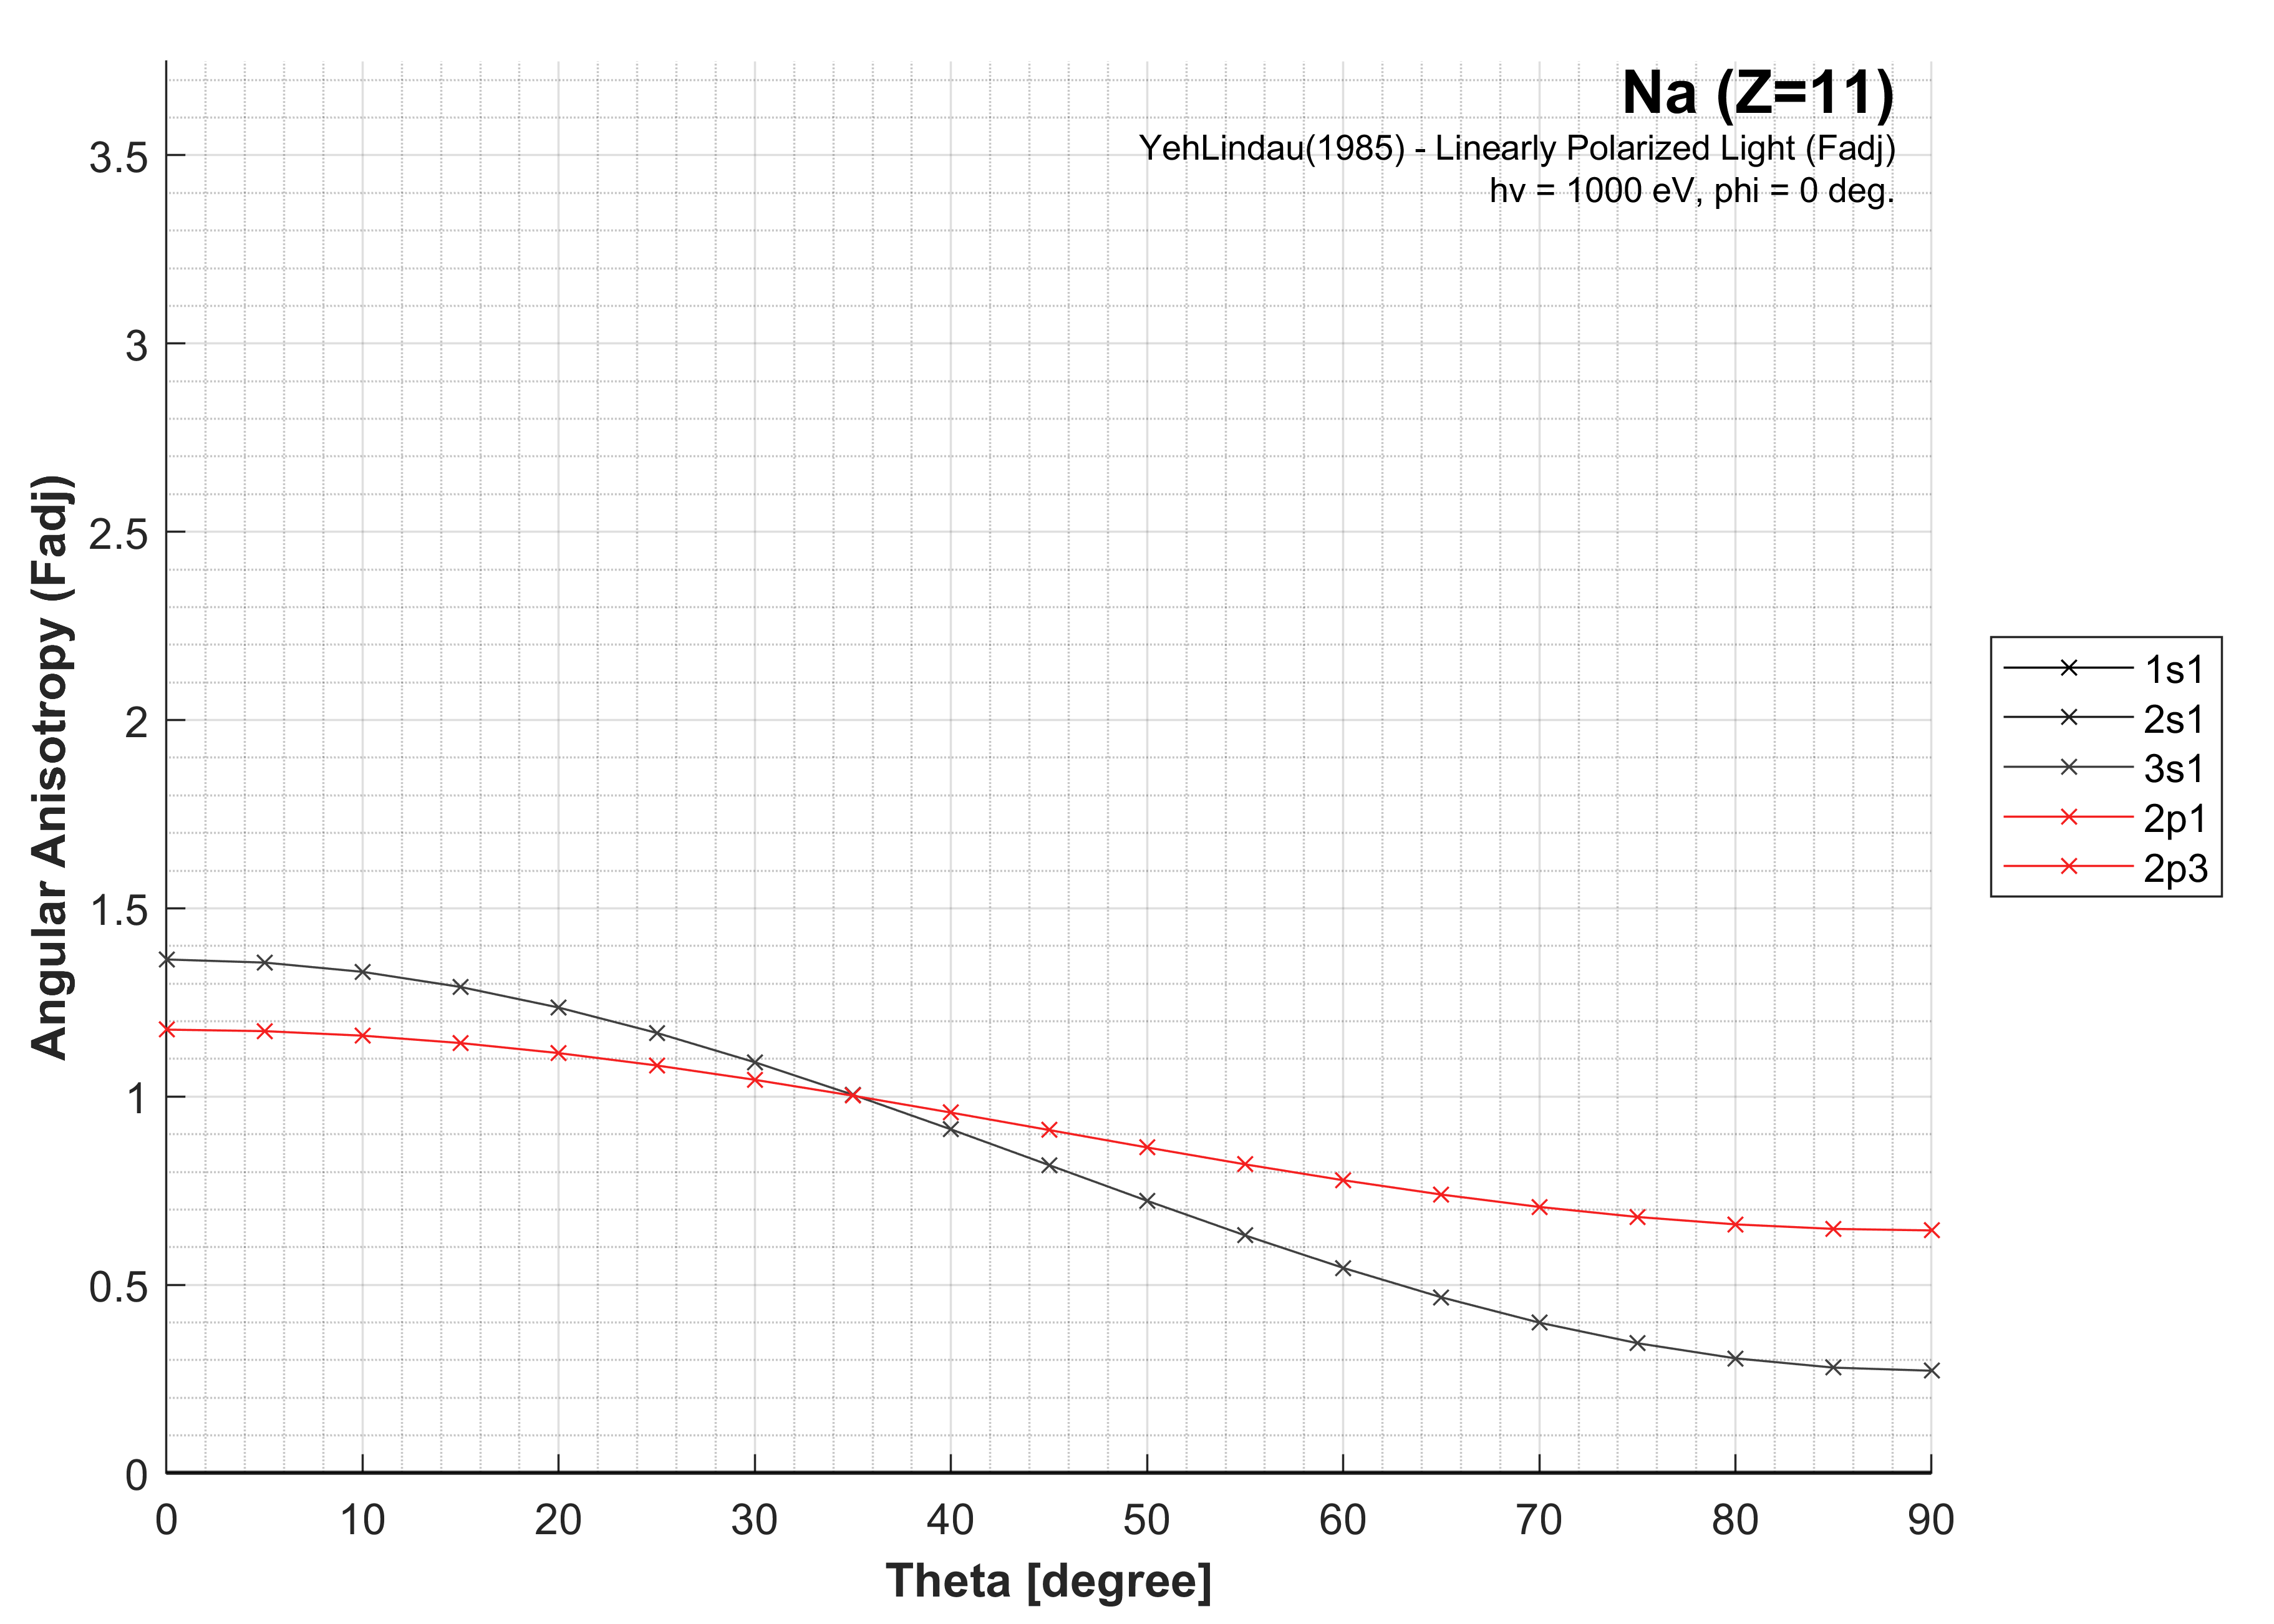 Na (Z=11)
YehLindau(1985) - Linearly Polarized Light (Fadj)
hv = 1000 eV, phi = 0 deg.
Angular Anisotropy (Fadj)
3.5
3
2.5
2
1.5
1
0.5
0
0 10 20 30 40 50 60 70 80 90
Theta [degree]
1s1
2s1
3s1
2p1
2p3